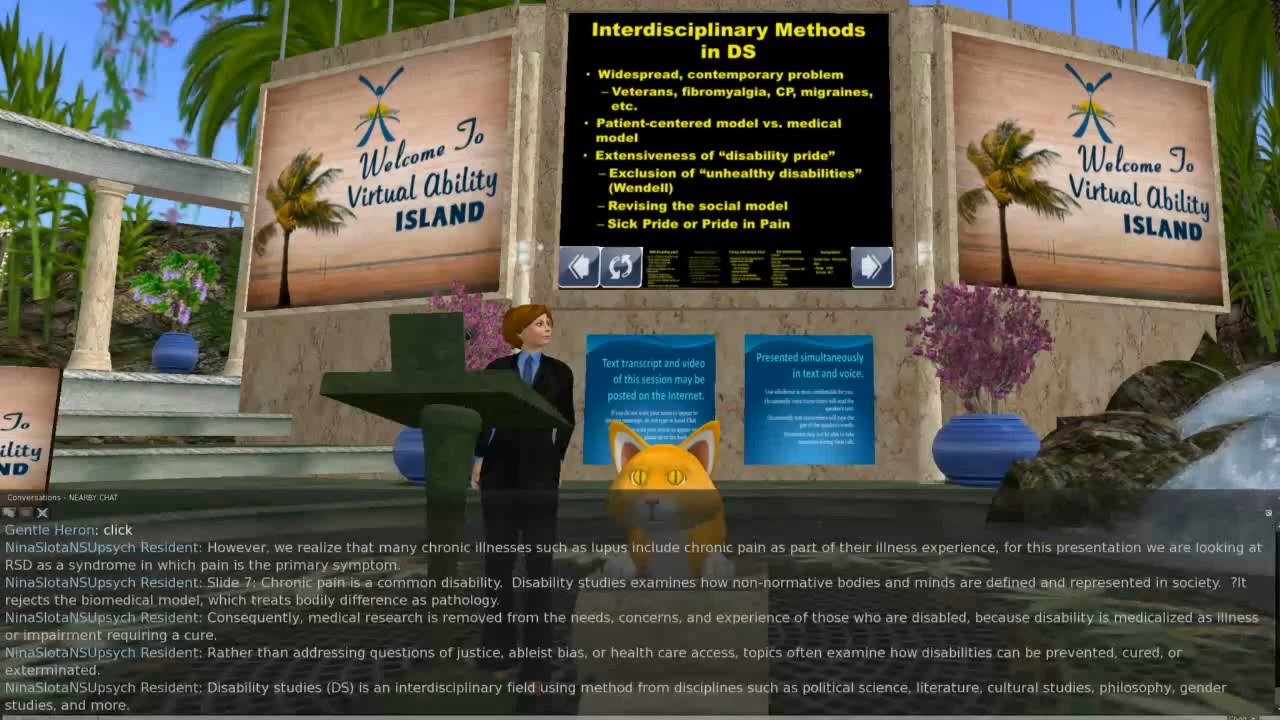 Interdisciplinary Methods
in DS
• Widespread, contemporary problem
– Veterans, fibromyalgia, CP, migraines,
etc.
• Patient-centered model vs. medical
model
• Extensiveness of “disability pride”
– Exclusion of “unhealthy disabilities”
(Wendell)
– Revising the social model
– Sick Pride or Pride in Pain
Welcome To
Virtual Ability
ISLAND
Welcome To
Virtual Ability
ISLAND
Text transcript and video
of this session may be
posted on the Internet.
Presented simultaneously
in text and voice.
To
ility
ND
Conversations - NEARBY CHAT
Gentle Heron: click
NinaSlotaNSUpsych Resident: However, we realize that many chronic illnesses such as lupus include chronic pain as part of their illness experience, for this presentation we are looking at
RSD as a syndrome in which pain is the primary symptom.
NinaSlotaNSUpsych Resident: Slide 7: Chronic pain is a common disability.  Disability studies examines how non-normative bodies and minds are defined and represented in society.  ?It
rejects the biomedical model, which treats bodily difference as pathology.
NinaSlotaNSUpsych Resident: Consequently, medical research is removed from the needs, concerns, and experience of those who are disabled, because disability is medicalized as illness
or impairment requiring a cure.
NinaSlotaNSUpsych Resident: Rather than addressing questions of justice, ableist bias, or health care access, topics often examine how disabilities can be prevented, cured, or
exterminated.
NinaSlotaNSUpsych Resident: Disability studies (DS) is an interdisciplinary field using method from disciplines such as political science, literature, cultural studies, philosophy, gender
studies, and more.